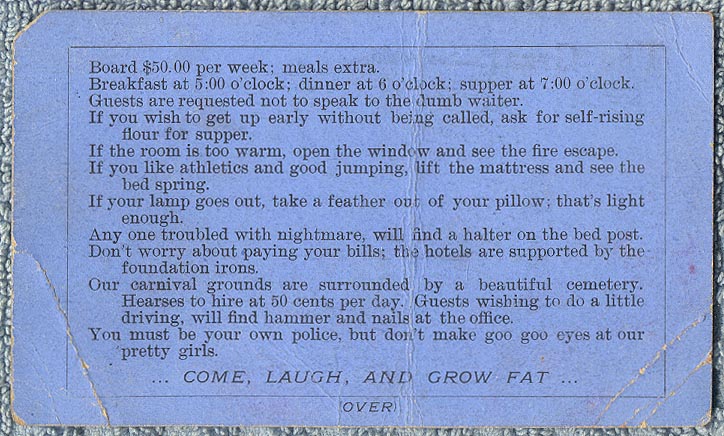 Board $50.00 per week; meals extra.
Breakfast at 5:00 o'clock; dinner at 6 o'clock; supper at 7:00 o'clock.
Guests are requested not to speak to the dumb waiter.
If you wish to get up early without being called, ask for self-rising
flour for supper.
If the room is too warm, open the window and see the fire escape.
If you like athletics and good jumping, lift the mattress and see the
bed spring.
If your lamp goes out, take a feather out of your pillow; that's light
enough.
Any one troubled with nightmare, will find a halter on the bed post.
Don't worry about paying your bills; the hotels are supported by the
foundation irons.
Our carnival grounds are surrounded by a beautiful cemetery.
Hearses to hire at 50 cents per day. Guests wishing to do a little
driving, will find hammer and nails at the office.
You must be your own police, but don't make goo goo eyes at our
pretty girls.
... COME, LAUGH, AND GROW FAT ...
(OVER)